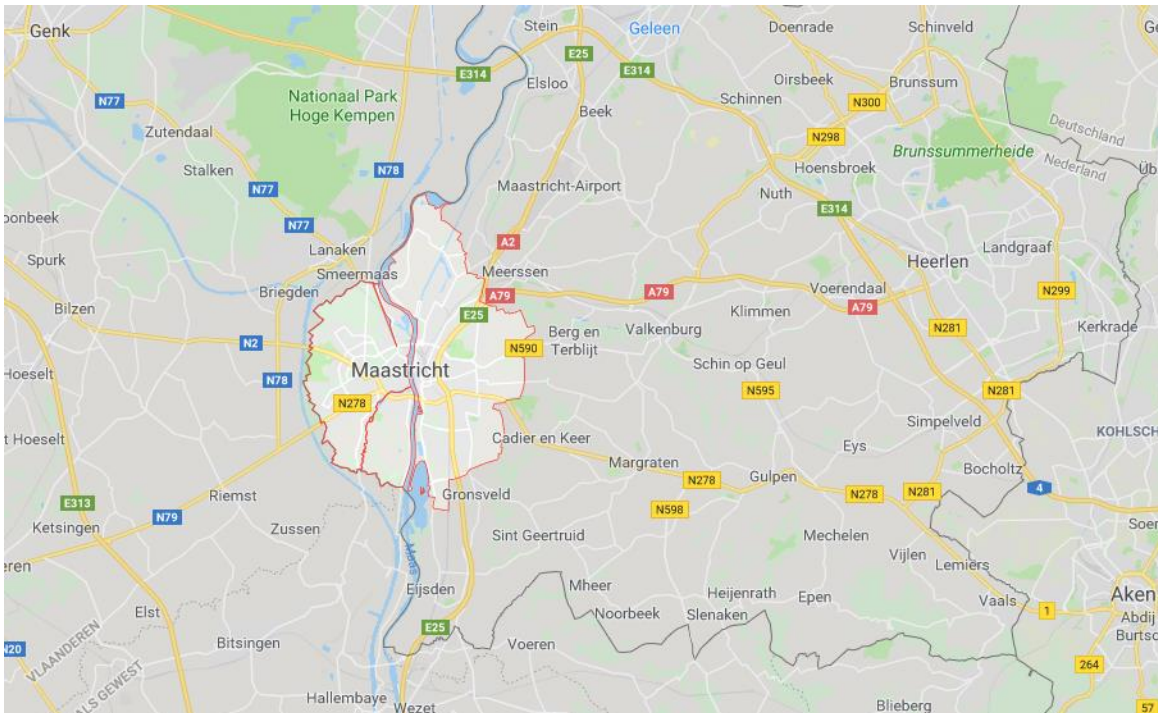 Genk
Stein
Geleen
Doenrade
Schinveld
E25
E314
Elsloo
E314
Oirsbeek
Brunssum
Nationaal Park
Hoge Kempen
N77
Schinnen
N300
Beek
Zutendaal
N298
Deutschland
Nederland
Stalken
N78
Hoensbroek
Brunssummerheide
N77
Maastricht-Airport
Nuth
E314
N77
Lanaken
A2
Landgraaf
Spurk
Smeermaas
Meerssen
Heerlen
Briegden
A79
A79
Voerendaal
N299
Bilzen
E25
Klimmen
A79
Kerkrade
N2
N590
Berg en
Terblijt
Valkenburg
N281
Hoeselt
Maastricht
Schin op Geul
N78
N595
N281
N278
Simpelveld
t Hoeselt
Cadier en Keer
Eys
KOHLSCH
Margraten
Bocholtz
Gulpen
N278
4
Riemst
Gronsveld
N278
N281
E313
N79
N598
Ketsingen
Zussen
Sint Geertruid
Mechelen
Maas
Vijlen
Lemiers
Eijsden
Mheer
Heijenrath
Epen
Vaals
Aken
1
Elst
Noorbeek
Slenaken
Abdij
Burtsc
E25
Bitsingen
Voeren
N20
VLAANDEREN
264
Hallembaye
Wezet
Blieberg
57